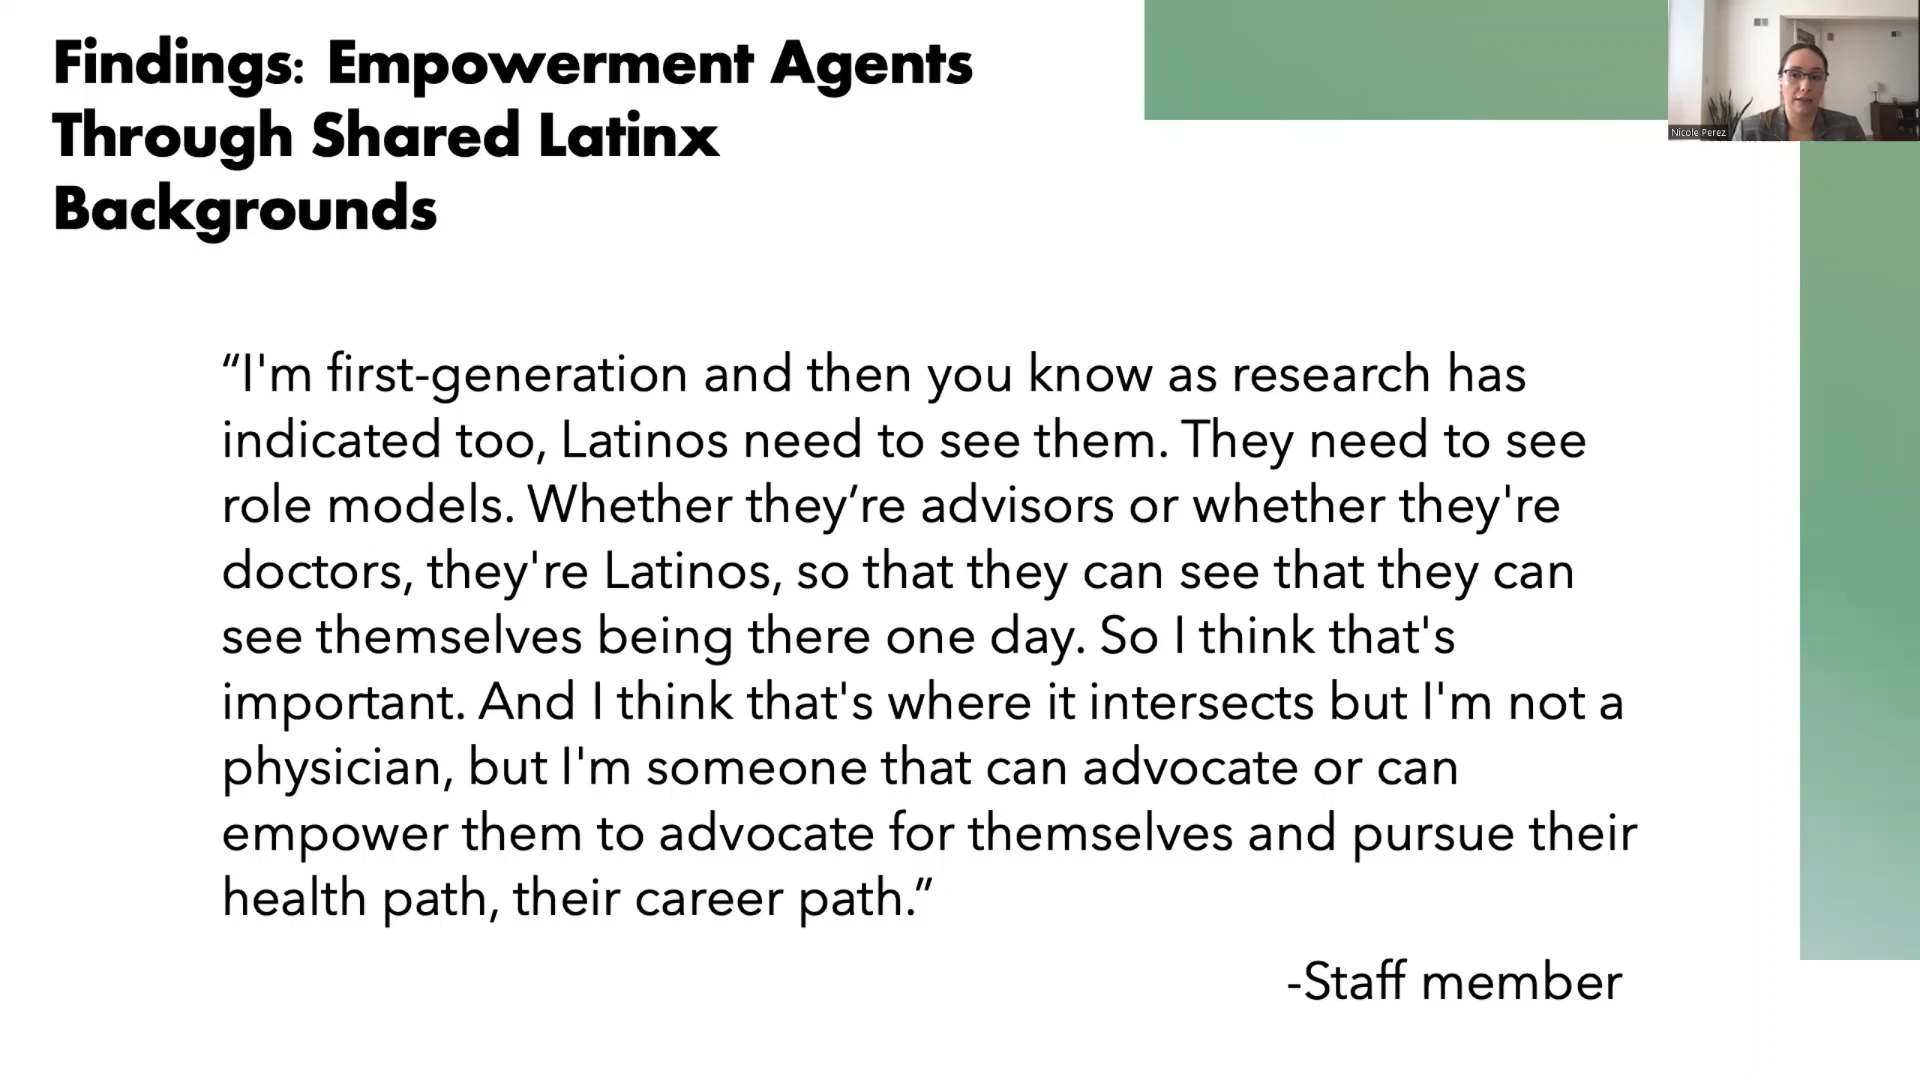 Findings: Empowerment Agents
Through Shared Latinx
Backgrounds
Nicole Perez
“I'm first-generation and then you know as research has
indicated too, Latinos need to see them. They need to see
role models. Whether they’re advisors or whether they're
doctors, they're Latinos, so that they can see that they can
see themselves being there one day. So I think that's
important. And I think that's where it intersects but I'm not a
physician, but I'm someone that can advocate or can
empower them to advocate for themselves and pursue their
health path, their career path.”
-Staff member